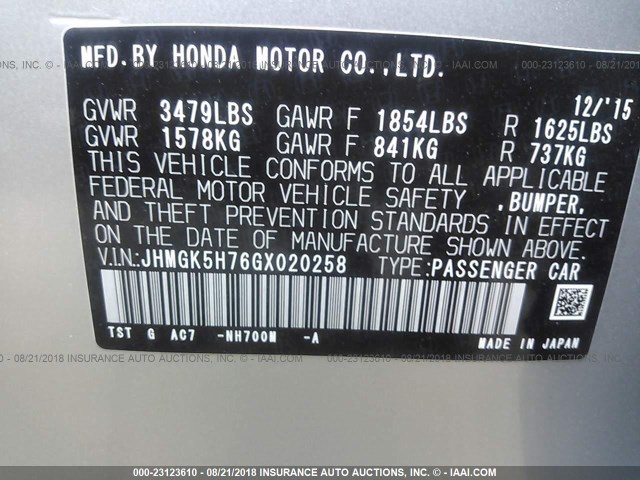 MFD. BY HONDA MOTOR CO.,LTD.
12/'15
GVWR 3479LBS GAWR F 1854LBS R 1625LBS
GVWR 1578KG GAWR F 841KG R 737KG
THIS VEHICLE CONFORMS TO ALL APPLICABLE
FEDERAL MOTOR VEHICLE SAFETY ,BUMPER,
AND THEFT PREVENTION STANDARDS IN EFFECT
ON THE DATE OF MANUFACTURE SHOWN ABOVE.
V.IN.:JHMGK5H76GX020258 TYPE:PASSENGER CAR
TST G AC7 -NH700M -A
MADE IN JAPAN
000-23123610 - 08/21/2018 INSURANCE AUTO AUCTIONS - © - IAAI.COM